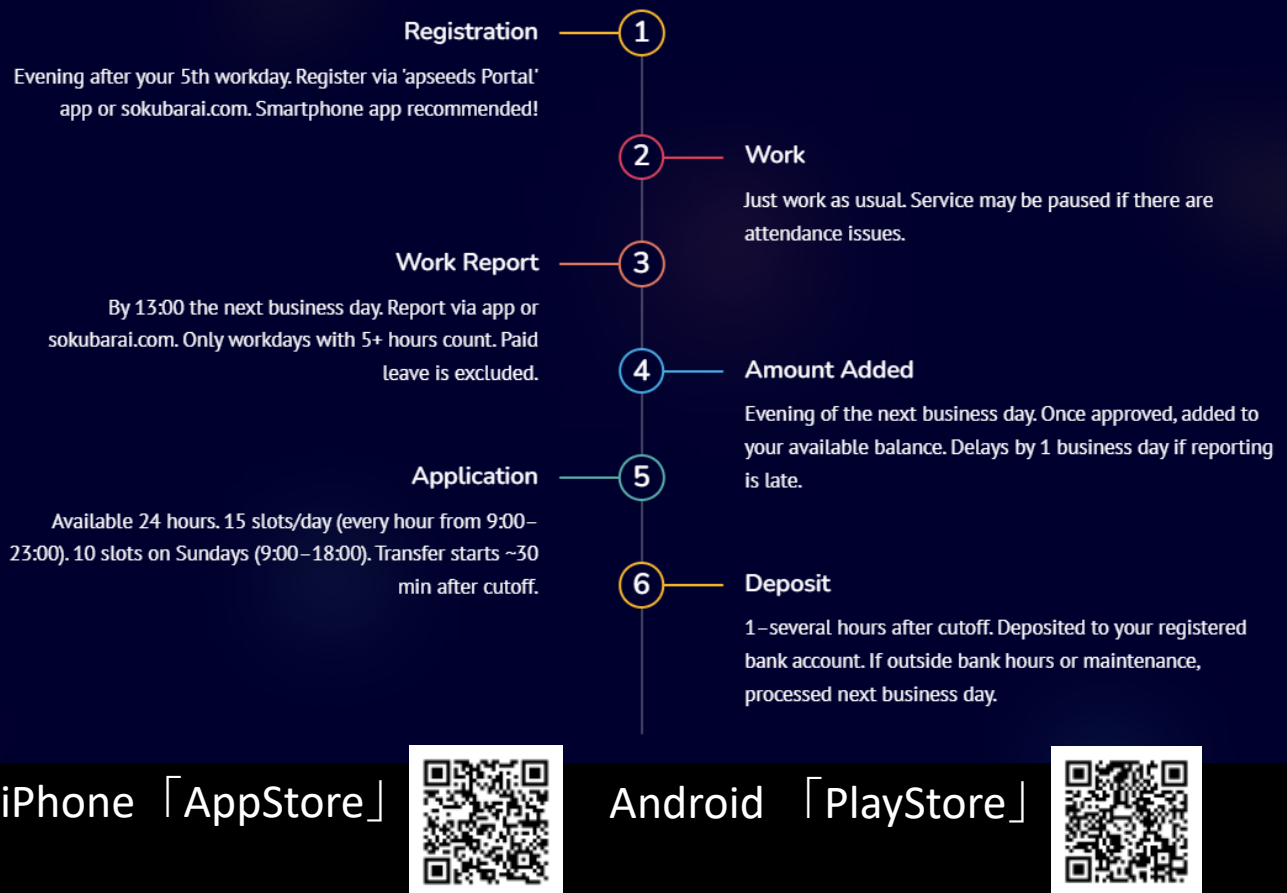 Registration
1
Evening after your 5th workday. Register via 'apseeds Portal'
app or sokubarai.com. Smartphone app recommended!
2
Work
Just work as usual. Service may be paused if there are
attendance issues.
Work Report
3
By 13:00 the next business day. Report via app or
sokubarai.com. Only workdays with 5+ hours count. Paid
leave is excluded.
4
Amount Added
Evening of the next business day. Once approved, added to
your available balance. Delays by 1 business day if reporting
is late.
Application
5
Available 24 hours. 15 slots/day (every hour from 9:00–
23:00). 10 slots on Sundays (9:00–18:00). Transfer starts ~30
min after cutoff.
6
Deposit
1–several hours after cutoff. Deposited to your registered
bank account. If outside bank hours or maintenance,
processed next business day.
iPhone「AppStore」
Android 「PlayStore」